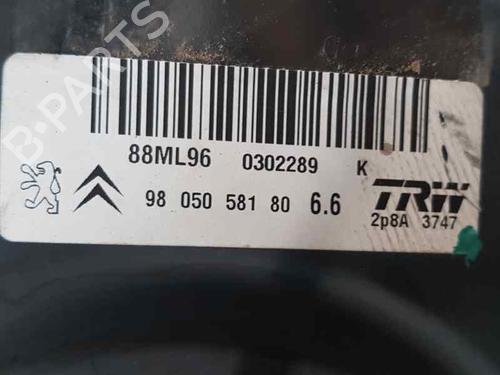 88ML96 0302289 K
98 050 581 80 6.6
TRW
2p8A 3747
B-PARTS